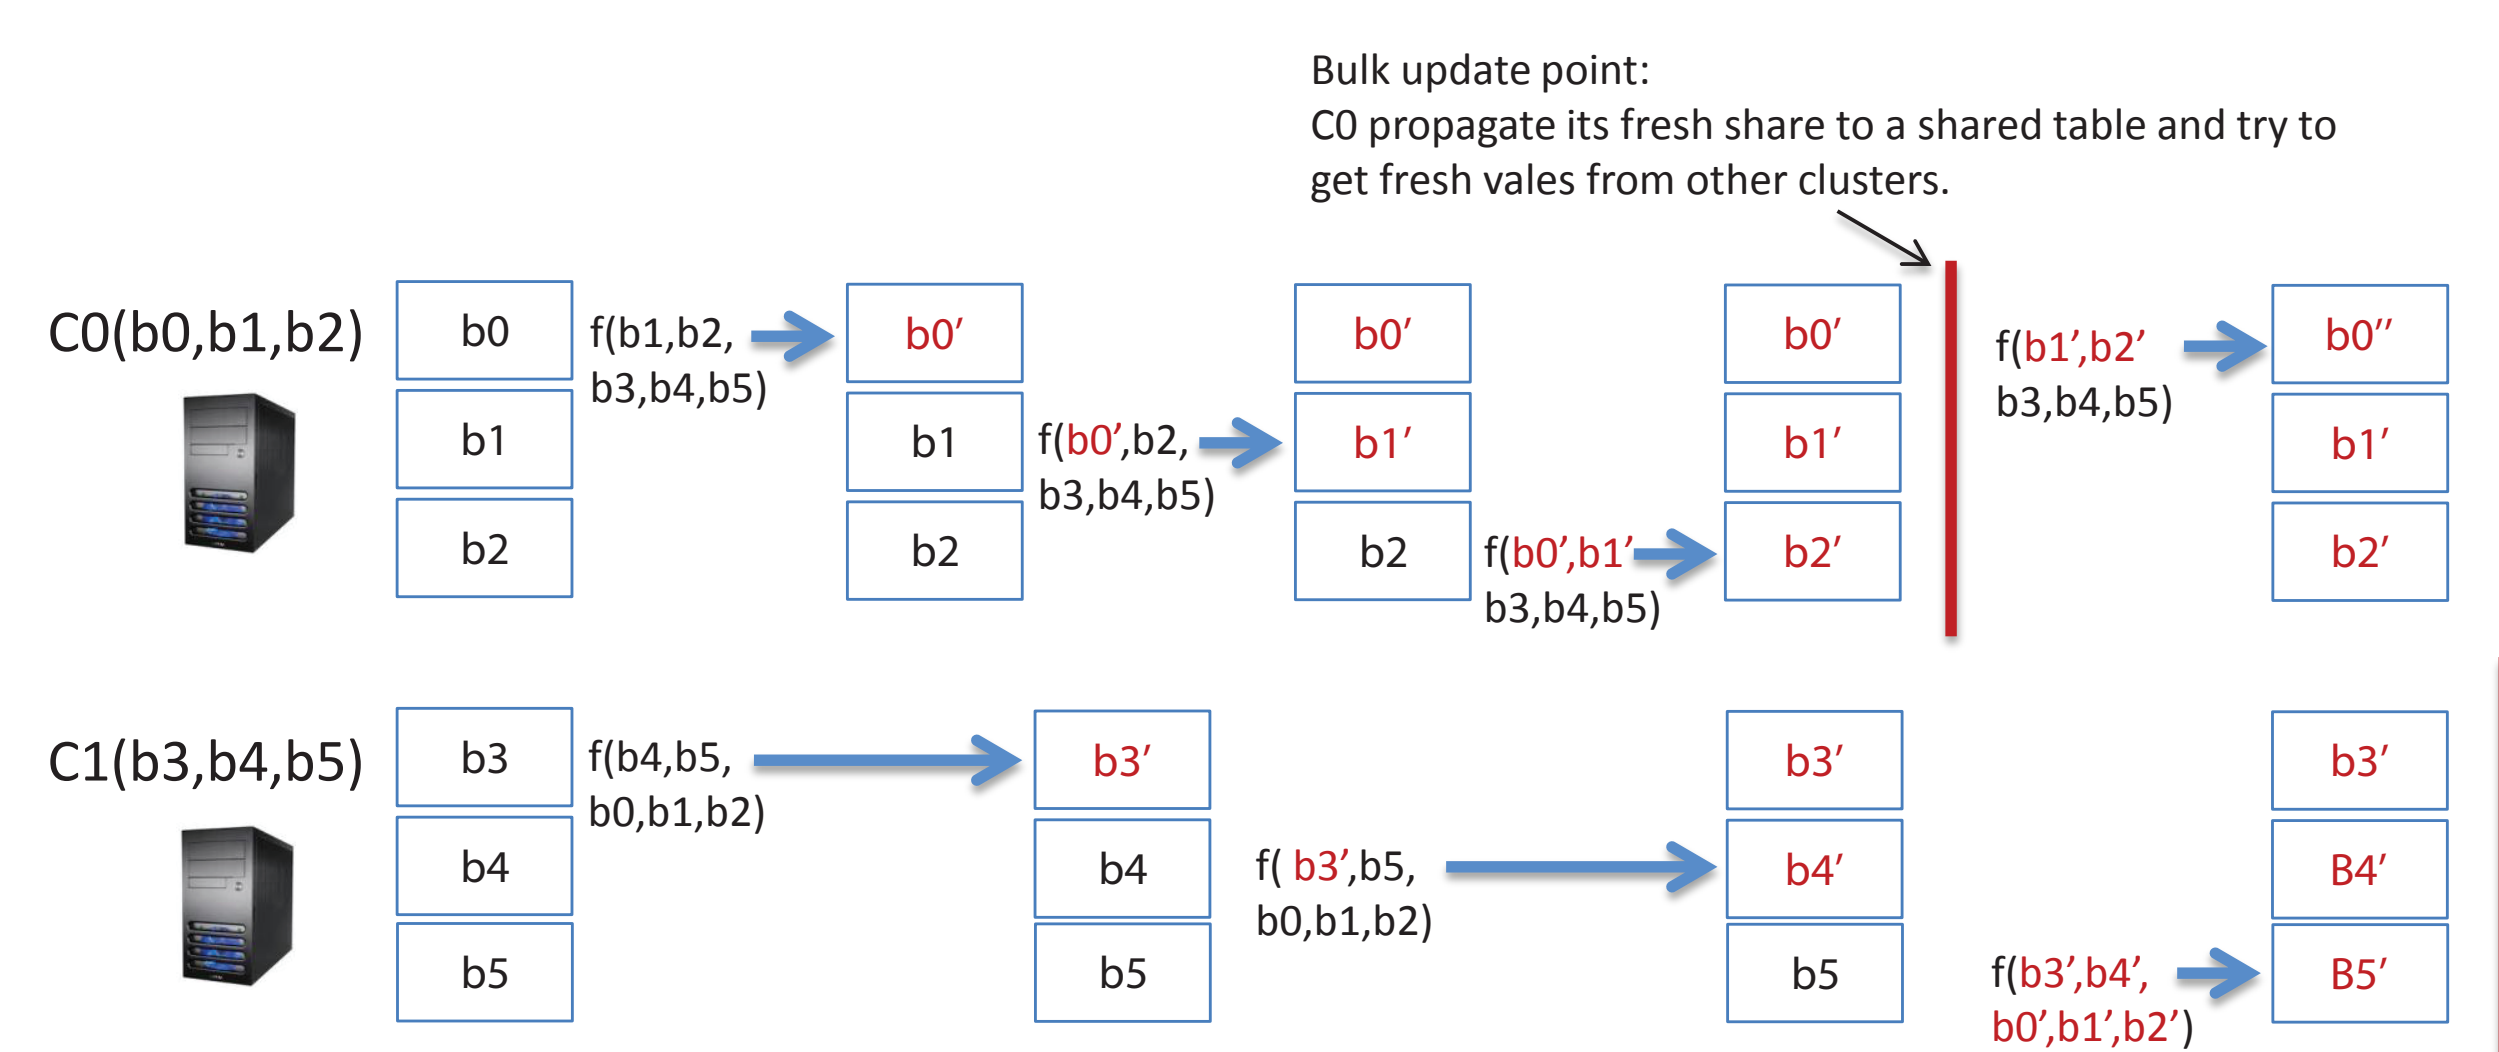 Bulk update point:
C0 propagate its fresh share to a shared table and try to
get fresh vales from other clusters.
C0(b0,b1,b2)
b0
b1
b2
f(b1,b2,
b3,b4,b5)
b0′
b1
b2
f(b0′,b2,
b3,b4,b5)
b0′
b1′
b2
f(b0′,b1′
b3,b4,b5)
b0′
b1′
b2′
f(b1′,b2′
b3,b4,b5)
b0′′
b1′
b2′
C1(b3,b4,b5)
b3
b4
b5
f(b4,b5,
b0,b1,b2)
b3′
b4
b5
f( b3′,b5,
b0,b1,b2)
b3′
b4′
b5
f(b3′,b4′,
b0′,b1′,b2′)
b3′
B4′
B5′